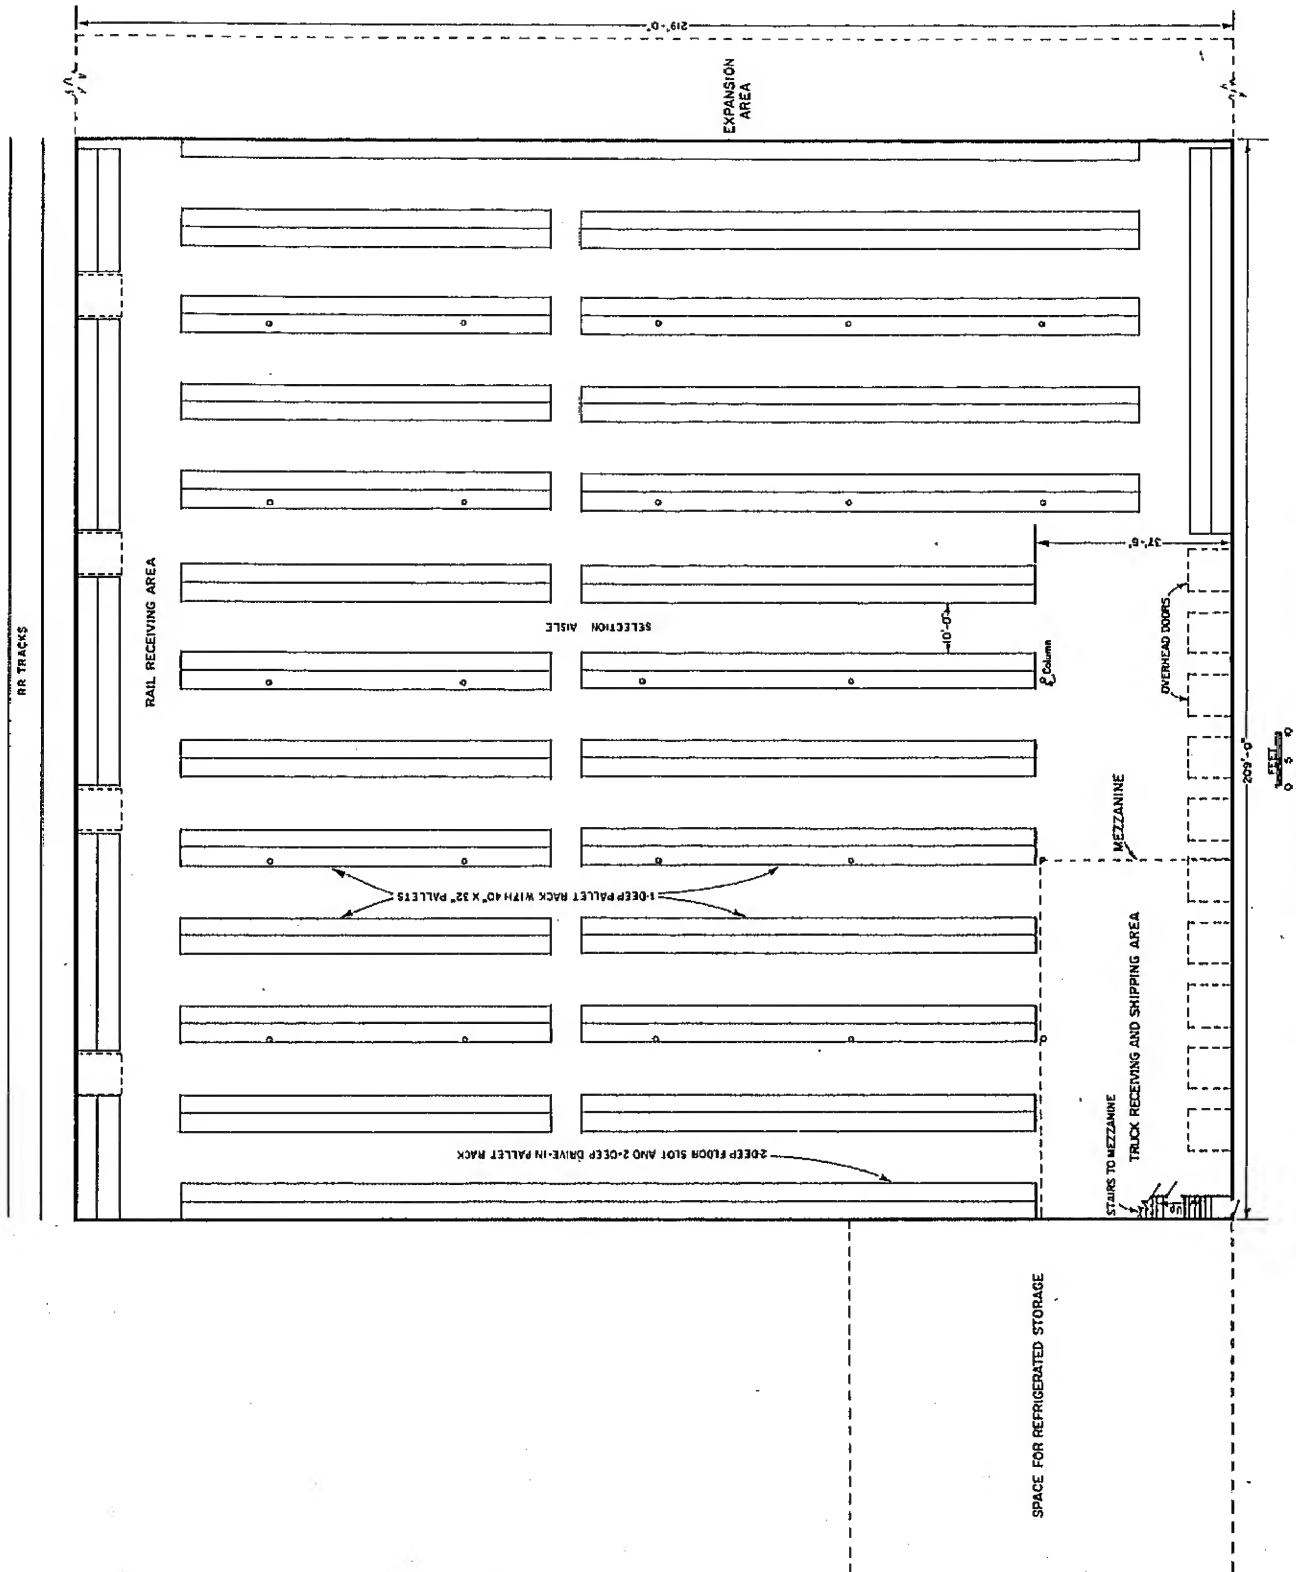 219'-0"
EXPANSION
AREA
RR TRACKS
RAIL RECEIVING AREA
SELECTION AISLE
10'-0"
37'-6"
℄ Column
OVERHEAD DOORS
209'-0"
FEET
0 5 10
MEZZANINE
1-DEEP PALLET RACK WITH 40" X 32" PALLETS
TRUCK RECEIVING AND SHIPPING AREA
2-DEEP FLOOR SLOT AND 2-DEEP DRIVE-IN PALLET RACK
STAIRS TO MEZZANINE
UP
SPACE FOR REFRIGERATED STORAGE